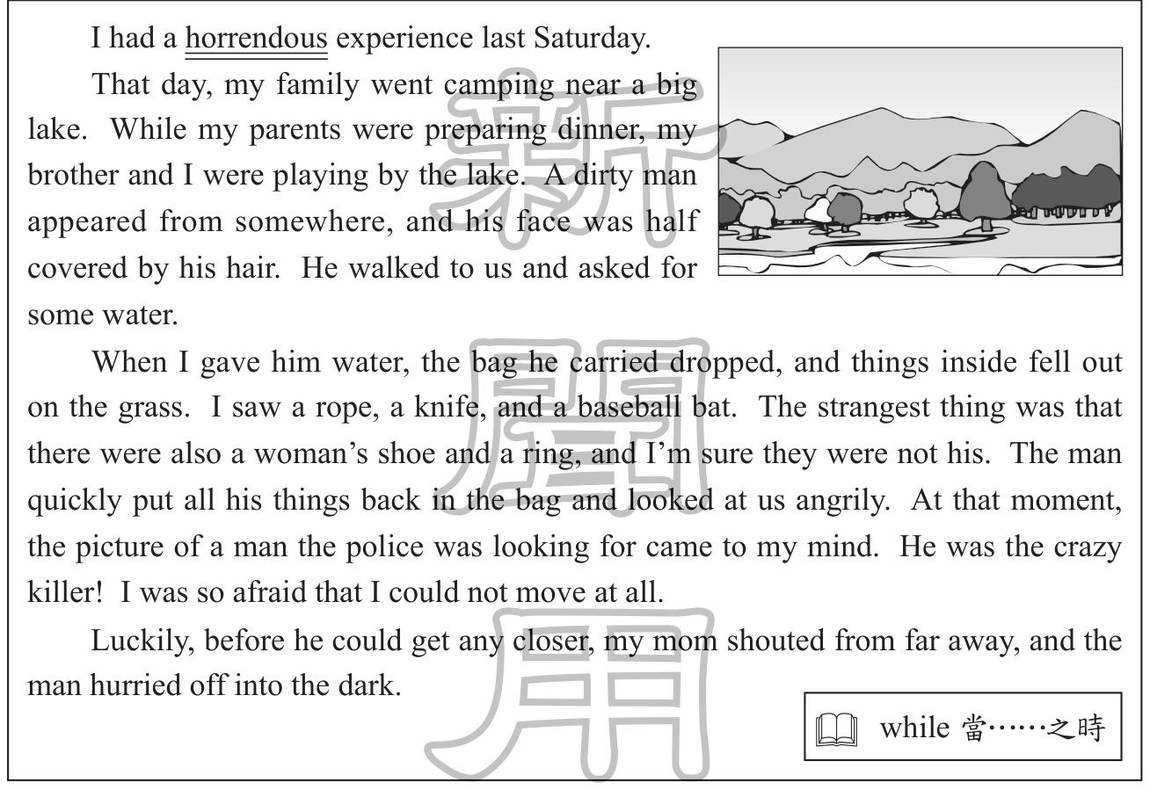 I had a horrendous experience last Saturday.
That day, my family went camping near a big
lake. While my parents were preparing dinner, my
brother and I were playing by the lake. A dirty man
appeared from somewhere, and his face was half
covered by his hair. He walked to us and asked for
some water.
When I gave him water, the bag he carried dropped, and things inside fell out
on the grass. I saw a rope, a knife, and a baseball bat. The strangest thing was that
there were also a woman’s shoe and a ring, and I’m sure they were not his. The man
quickly put all his things back in the bag and looked at us angrily. At that moment,
the picture of a man the police was looking for came to my mind. He was the crazy
killer! I was so afraid that I could not move at all.
Luckily, before he could get any closer, my mom shouted from far away, and the
man hurried off into the dark.
while 當……之時
新聞用